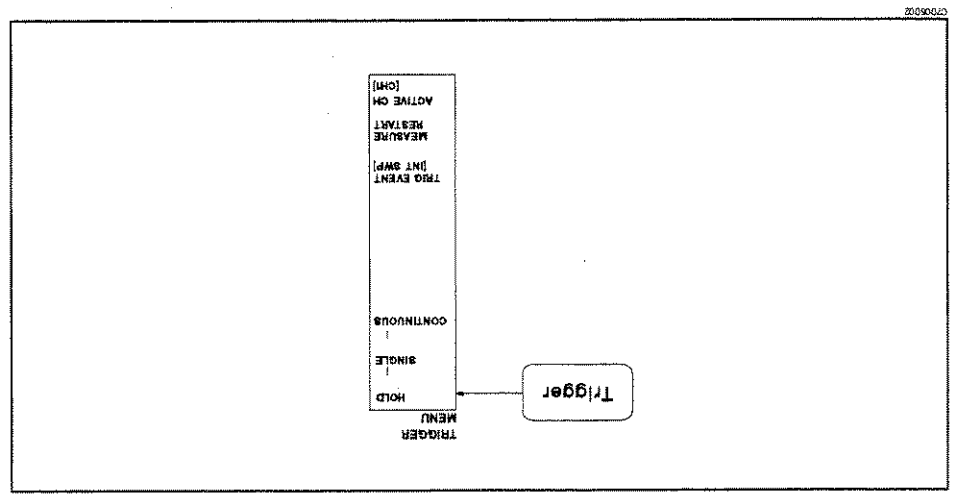 Trigger
TRIGGER
MENU
HOLD
SINGLE
CONTINUOUS
TRIG EVENT
[INT SWP]
MEASURE
RESTART
ACTIVE CH
[CH1]